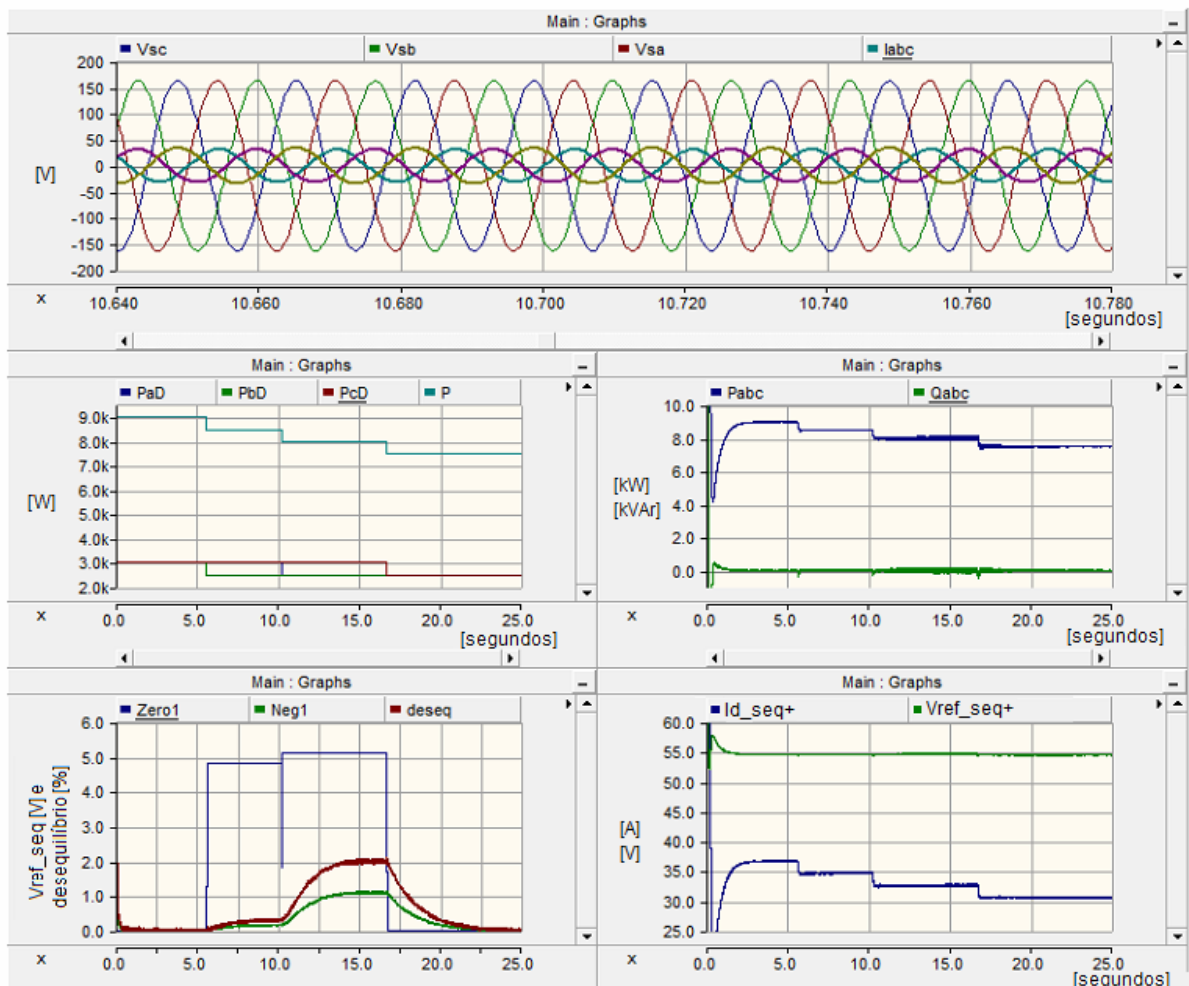 Main : Graphs
Vsc Vsb Vsa Iabc
200
150
100
50
0
-50
-100
-150
-200
[V]
x 10.640 10.660 10.680 10.700 10.720 10.740 10.760 10.780
[segundos]
Main : Graphs
PaD PbD PcD P
9.0k
8.0k
7.0k
6.0k
5.0k
4.0k
3.0k
2.0k
[W]
x 0.0 5.0 10.0 15.0 20.0 25.0
[segundos]
Main : Graphs
Pabc Qabc
10.0
8.0
6.0
4.0
2.0
0.0
[kW]
[kVAr]
x 0.0 5.0 10.0 15.0 20.0 25.0
[segundos]
Main : Graphs
Zero1 Neg1 deseq
6.0
5.0
4.0
3.0
2.0
1.0
0.0
Vref_seq [V] e
desequilíbrio [%]
x 0.0 5.0 10.0 15.0 20.0 25.0
Main : Graphs
Id_seq+ Vref_seq+
60.0
55.0
50.0
45.0
40.0
35.0
30.0
25.0
[A]
[V]
x 0.0 5.0 10.0 15.0 20.0 25.0
[segundos]